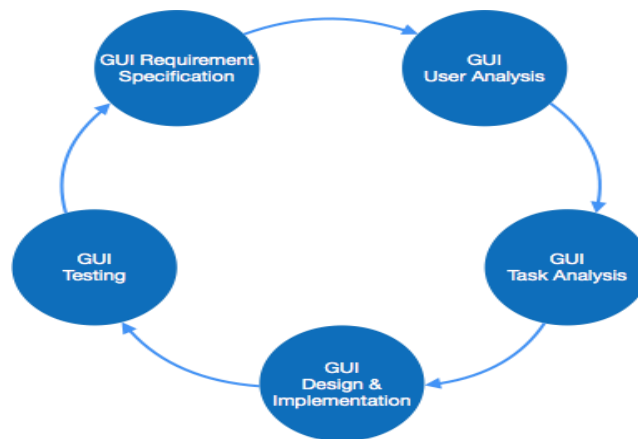 GUI Requirement
Specification
GUI
User Analysis
GUI
Task Analysis
GUI
Design &
Implementation
GUI
Testing